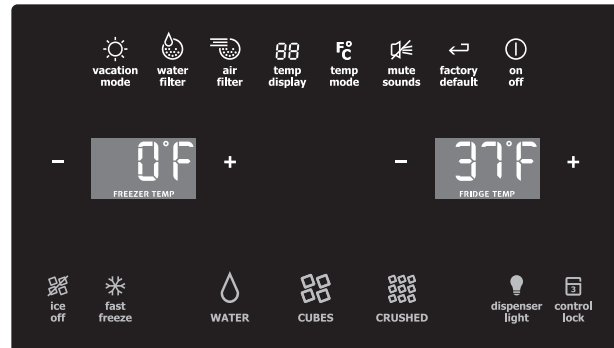 88 F°C
vacation mode
water filter
air filter
temp display
temp mode
mute sounds
factory default
on off
- 0°F +
FREEZER TEMP
- 37°F +
FRIDGE TEMP
3
ice off
fast freeze
WATER
CUBES
CRUSHED
dispenser light
control lock